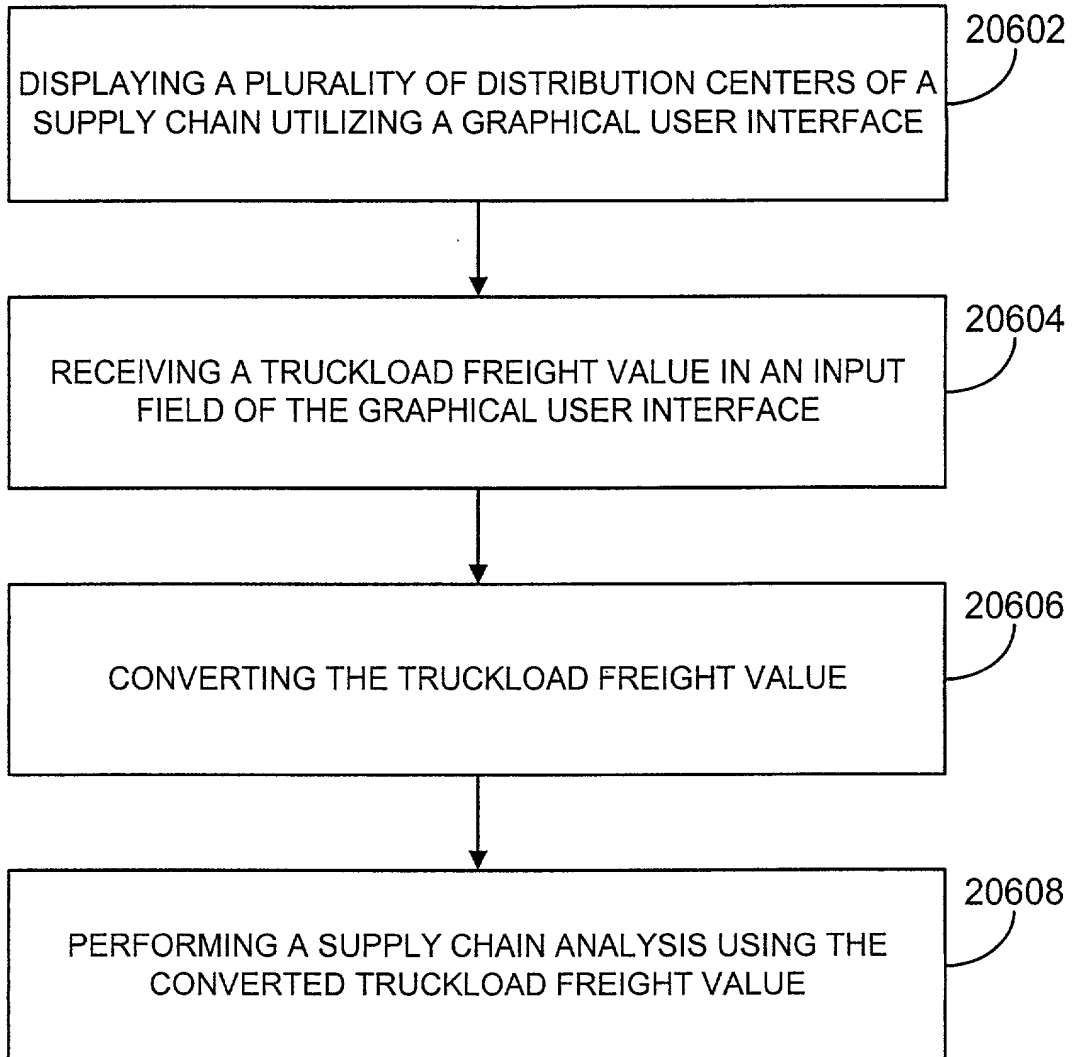 20602
DISPLAYING A PLURALITY OF DISTRIBUTION CENTERS OF A
SUPPLY CHAIN UTILIZING A GRAPHICAL USER INTERFACE
20604
RECEIVING A TRUCKLOAD FREIGHT VALUE IN AN INPUT
FIELD OF THE GRAPHICAL USER INTERFACE
20606
CONVERTING THE TRUCKLOAD FREIGHT VALUE
20608
PERFORMING A SUPPLY CHAIN ANALYSIS USING THE
CONVERTED TRUCKLOAD FREIGHT VALUE